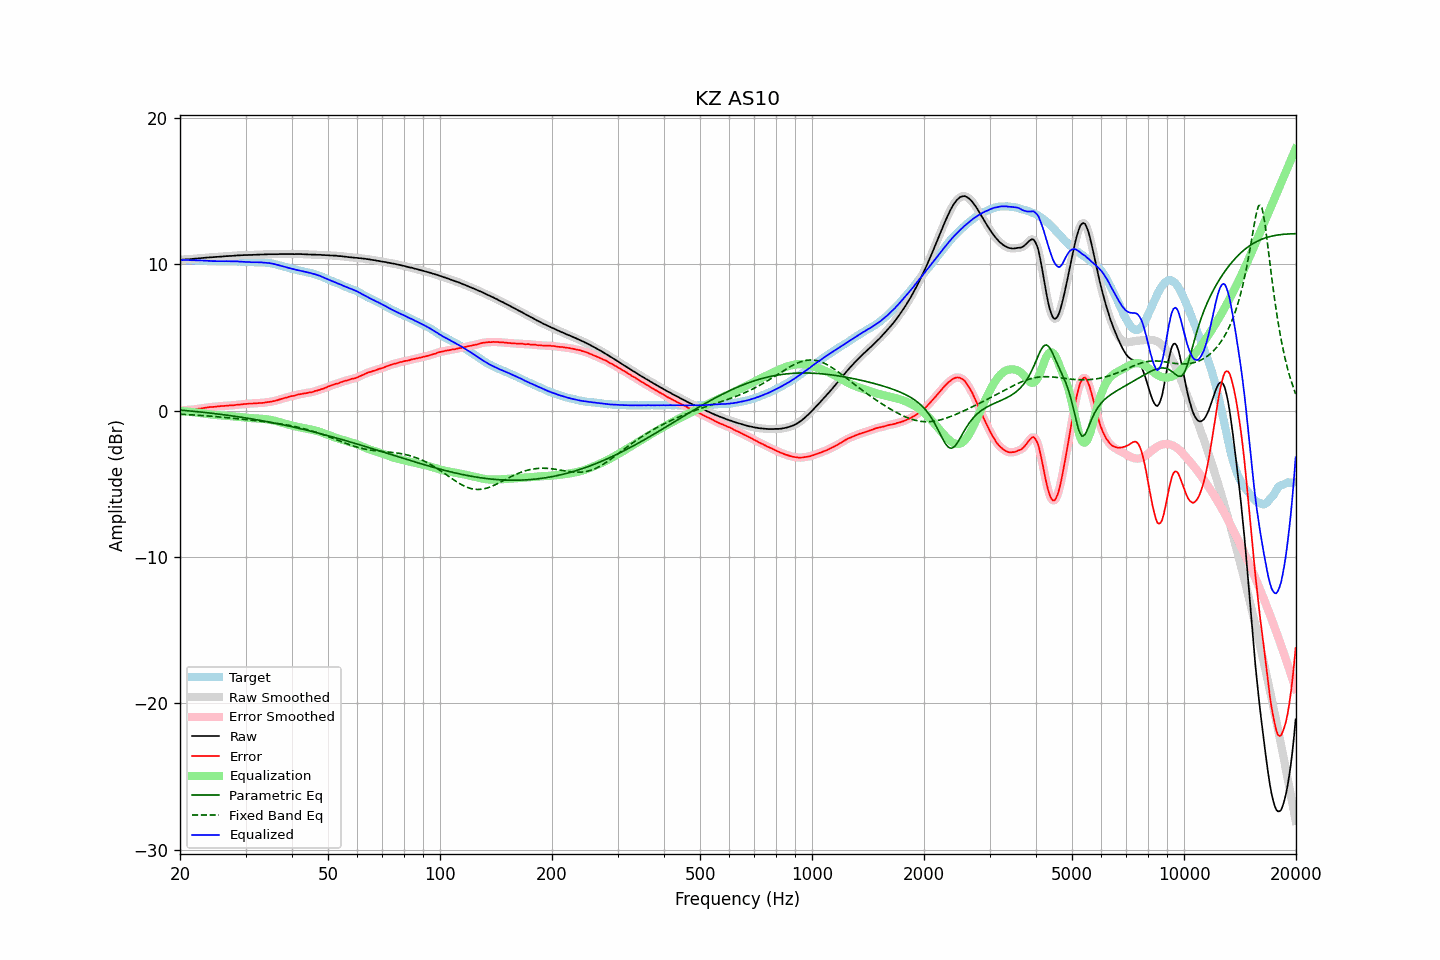 KZ AS10
20
10
0
−10
−20
−30
Amplitude (dBr)
Target
Raw Smoothed
Error Smoothed
Raw
Error
Equalization
Parametric Eq
Fixed Band Eq
Equalized
20 50 100 200 500 1000 2000 5000 10000 20000
Frequency (Hz)